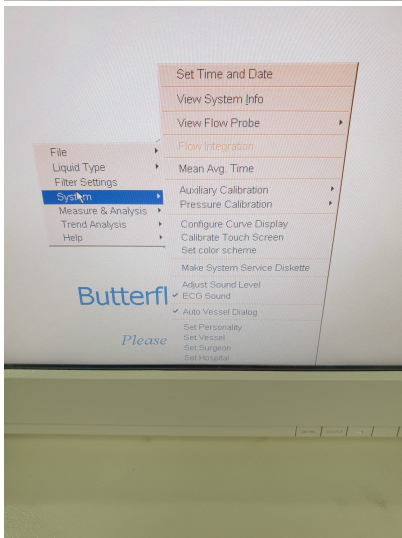 File
Liquid Type
Filter Settings
System
Measure & Analysis
Trend Analysis
Help
Set Time and Date
View System Info
View Flow Probe
Flow Integration
Mean Avg. Time
Auxiliary Calibration
Pressure Calibration
Configure Curve Display
Calibrate Touch Screen
Set color scheme
Make System Service Diskette
Adjust Sound Level
ECG Sound
Auto Vessel Dialog
Set Personality
Set Vessel
Set Surgeon
Set Hospital
Butterfl
Please